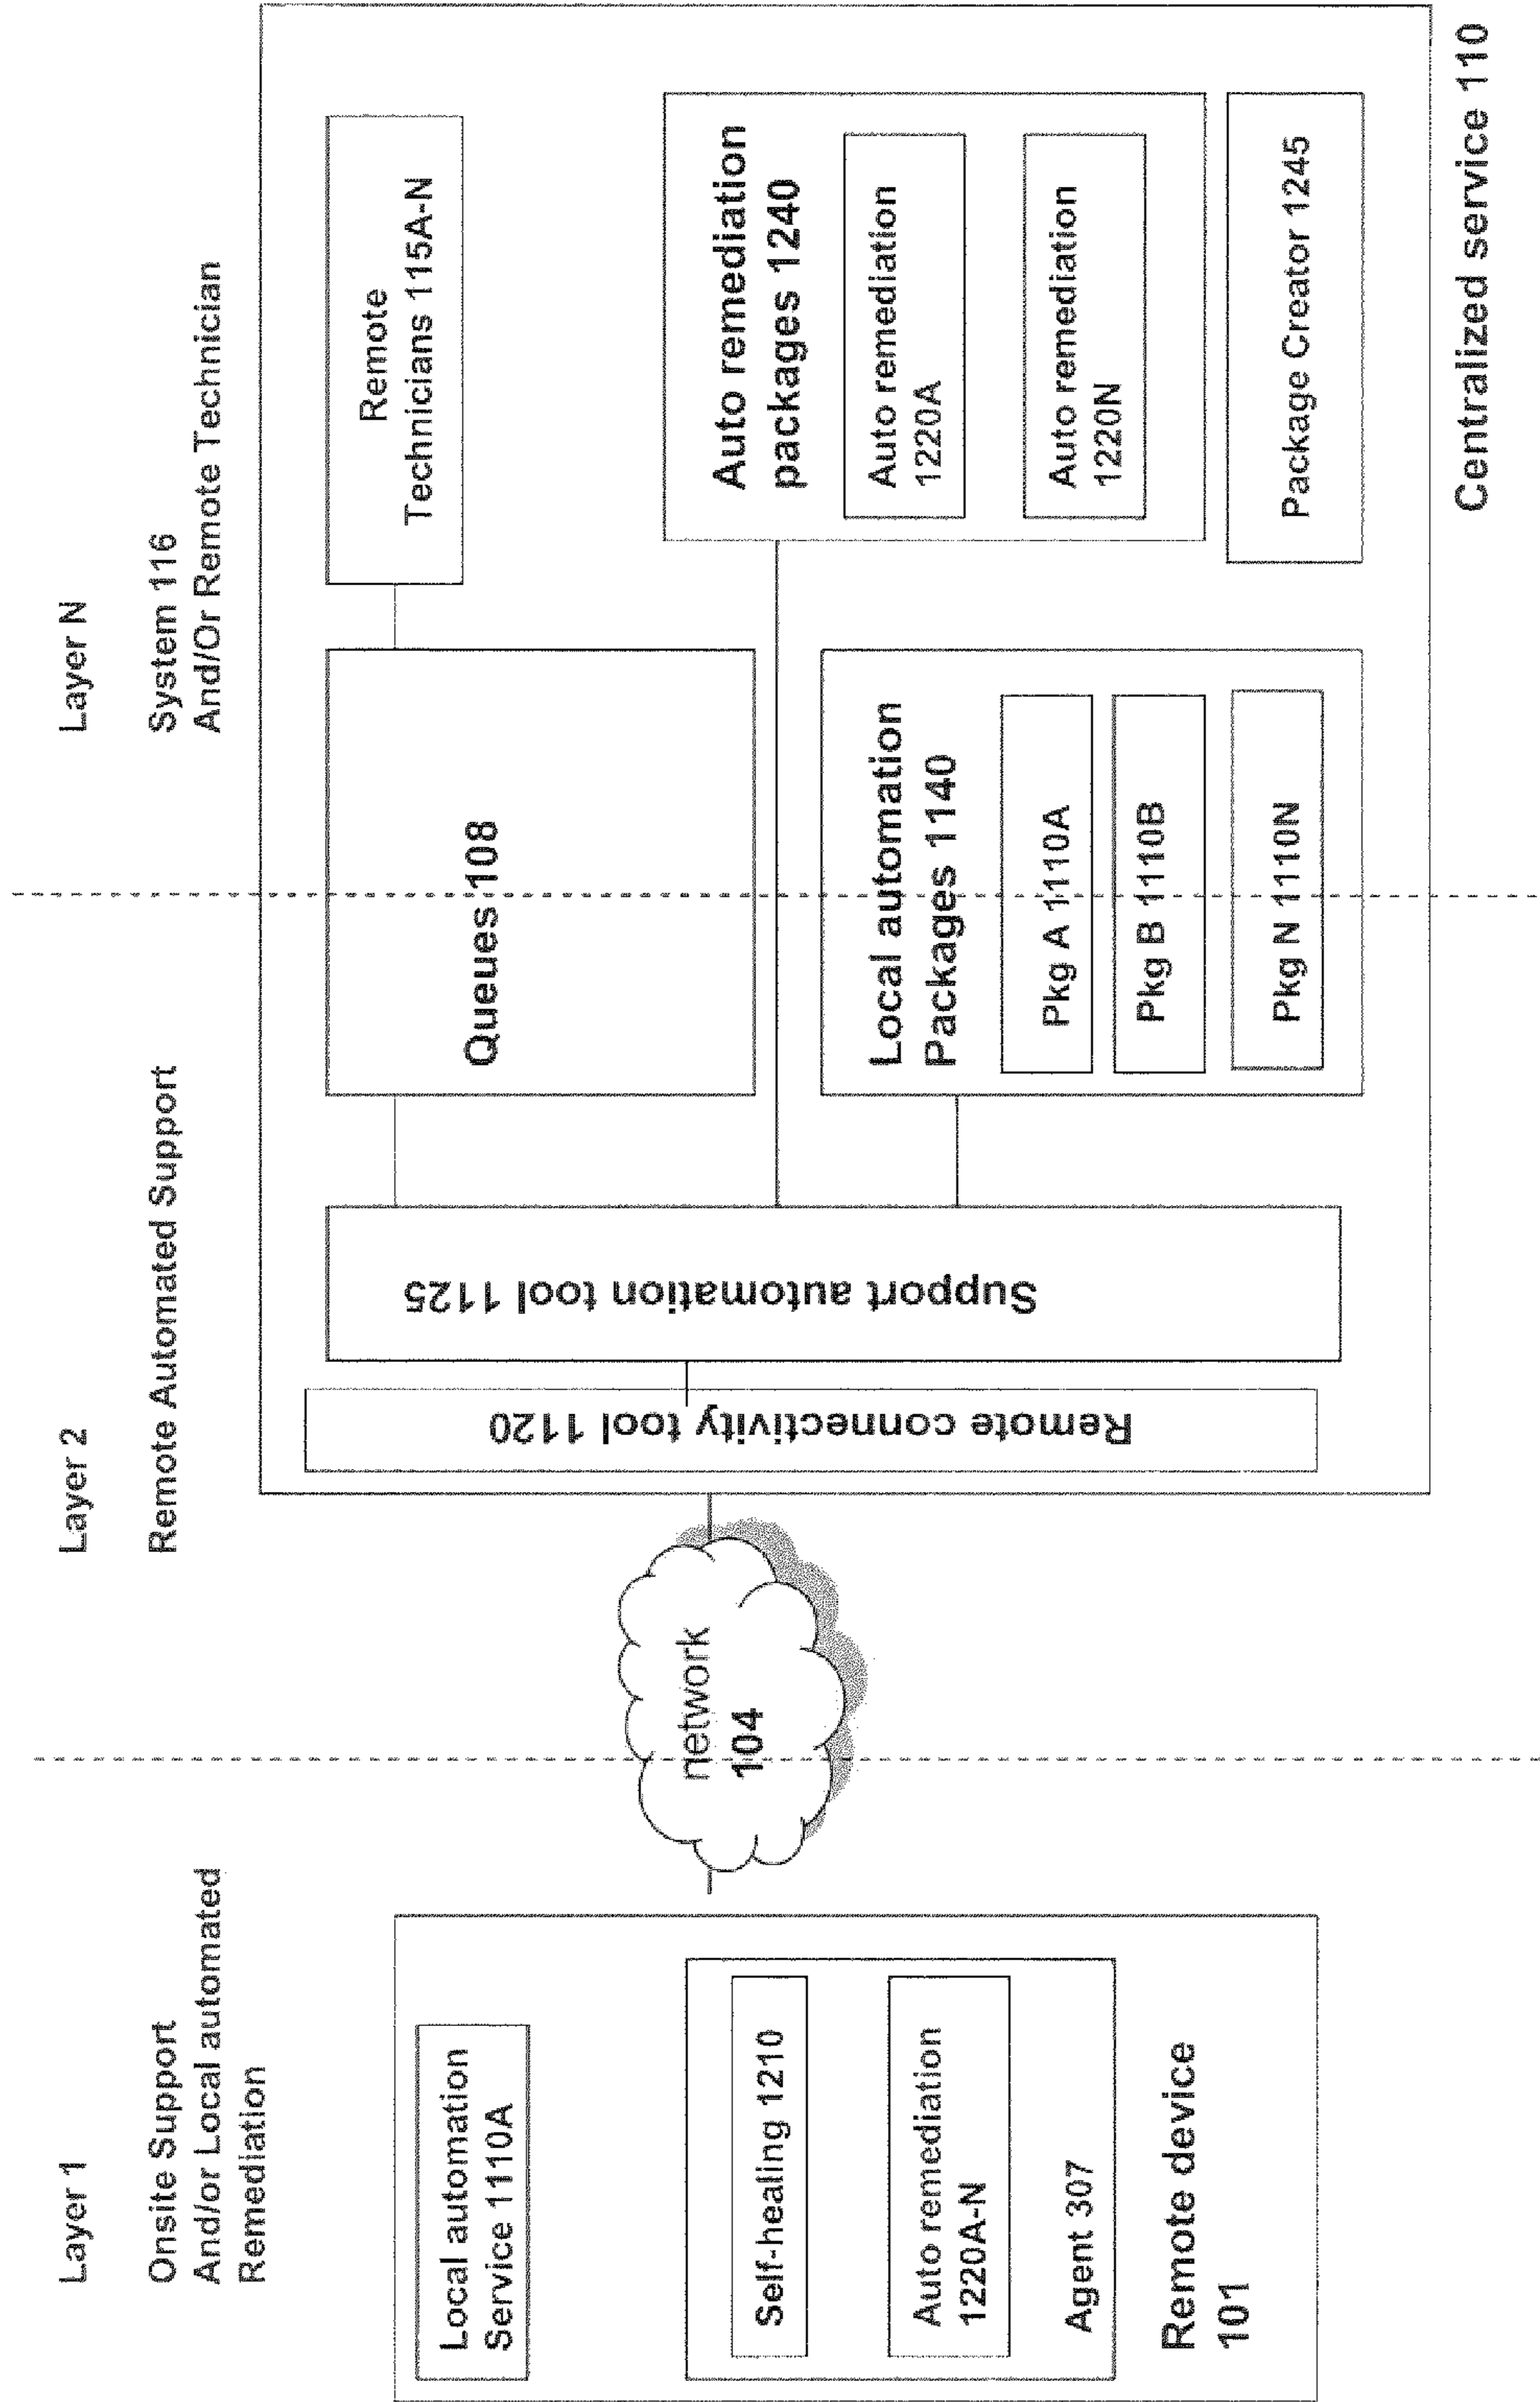 Layer 1
Onsite Support
And/or Local automated
Remediation
Layer 2
Remote Automated Support
Layer N
System 116
And/Or Remote Technician
Local automation
Service 1110A
Self-healing 1210
Auto remediation
1220A-N
Agent 307
Remote device
101
network
104
Remote connectivity tool 1120
Support automation tool 1125
Queues 108
Remote
Technicians 115A-N
Local automation
Packages 1140
Pkg A 1110A
Pkg B 1110B
Pkg N 1110N
Auto remediation
packages 1240
Auto remediation
1220A
Auto remediation
1220N
Package Creator 1245
Centralized service 110